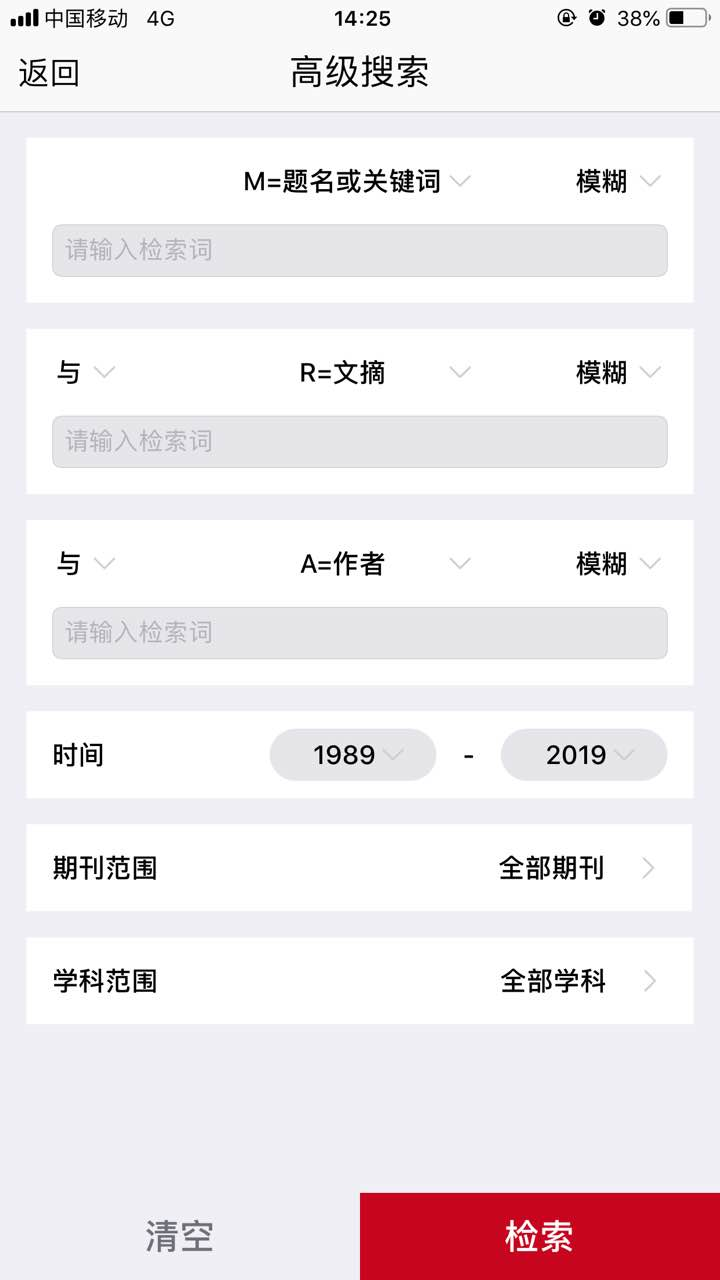 中国移动 4G 14:25 38%
返回 高级搜索
M=题名或关键词 模糊
请输入检索词
与 R=文摘 模糊
请输入检索词
与 A=作者 模糊
请输入检索词
时间 1989 - 2019
期刊范围 全部期刊
学科范围 全部学科
清空 检索